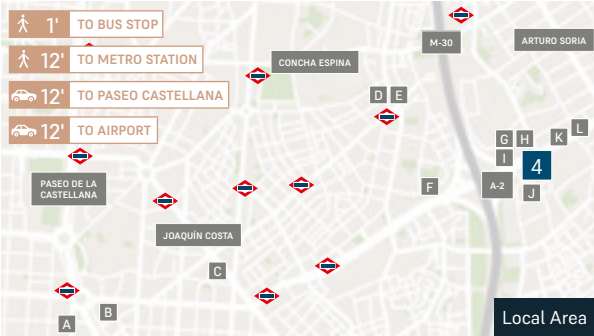 1' TO BUS STOP
12' TO METRO STATION
12' TO PASEO CASTELLANA
12' TO AIRPORT
M-30
ARTURO SORIA
CONCHA ESPINA
D E
G H K L
I 4
PASEO DE LA
CASTELLANA
F A-2 J
JOAQUÍN COSTA
C
B
A
Local Area